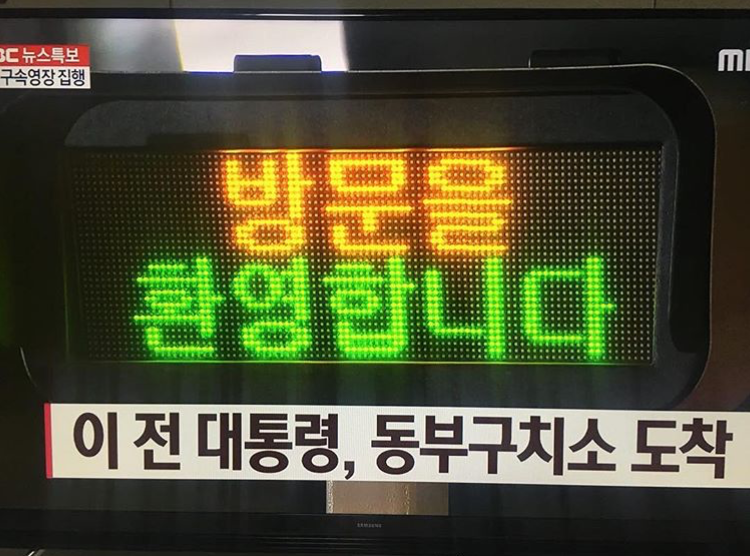 BC 뉴스특보
구속영장 집행
방문을
환영합니다
이 전 대통령, 동부구치소 도착
SAMSUNG